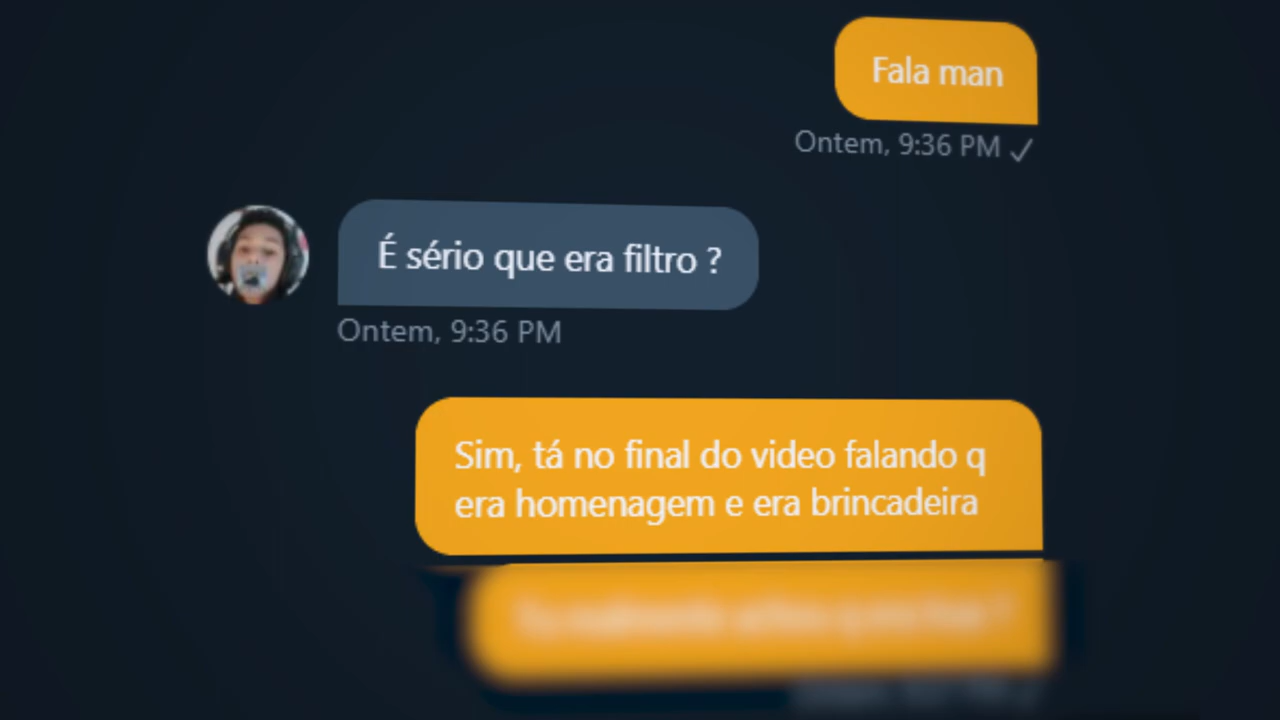 Fala man
Ontem, 9:36 PM ✓
É sério que era filtro ?
Ontem, 9:36 PM
Sim, tá no final do video falando q
era homenagem e era brincadeira